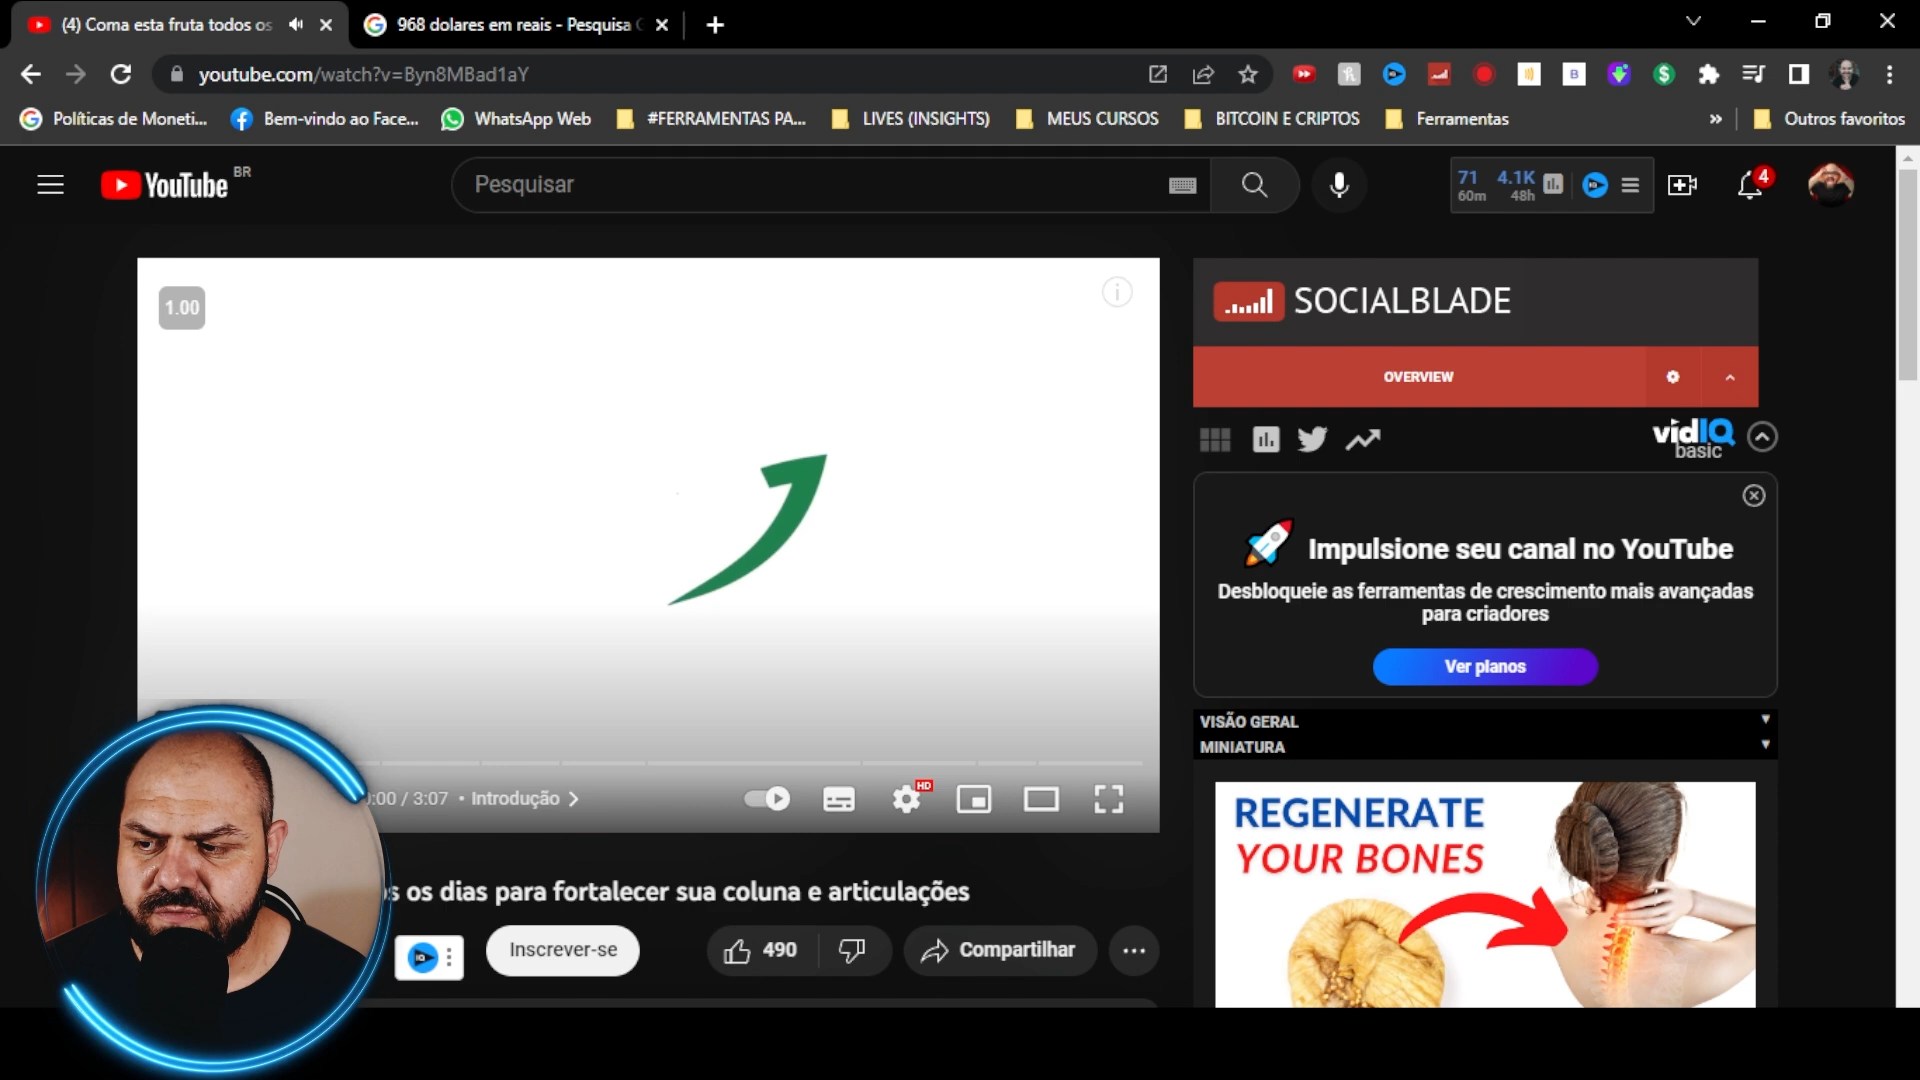 (4) Coma esta fruta todos os
968 dolares em reais - Pesquisa
youtube.com/watch?v=Byn8MBad1aY
Políticas de Moneti...
Bem-vindo ao Face...
WhatsApp Web
#FERRAMENTAS PA...
LIVES (INSIGHTS)
MEUS CURSOS
BITCOIN E CRIPTOS
Ferramentas
»
Outros favoritos
YouTube BR
Pesquisar
71 4.1K
60m 48h
4
1.00
SOCIALBLADE
OVERVIEW
vidIQ
basic
Impulsione seu canal no YouTube
Desbloqueie as ferramentas de crescimento mais avançadas
para criadores
Ver planos
VISÃO GERAL
MINIATURA
:00 / 3:07 • Introdução
HD
REGENERATE
YOUR BONES
s os dias para fortalecer sua coluna e articulações
IQ
Inscrever-se
490
Compartilhar